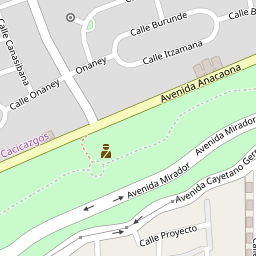 Calle Burunde
Calle Canasibana
Calle B
Calle Itzamana
Onaney
Calle Onaney
Avenida Anacaona
Cacicazgos
Avenida Mirador
Avenida Mirador
Avenida Cayetano Ger
Calle Proyecto